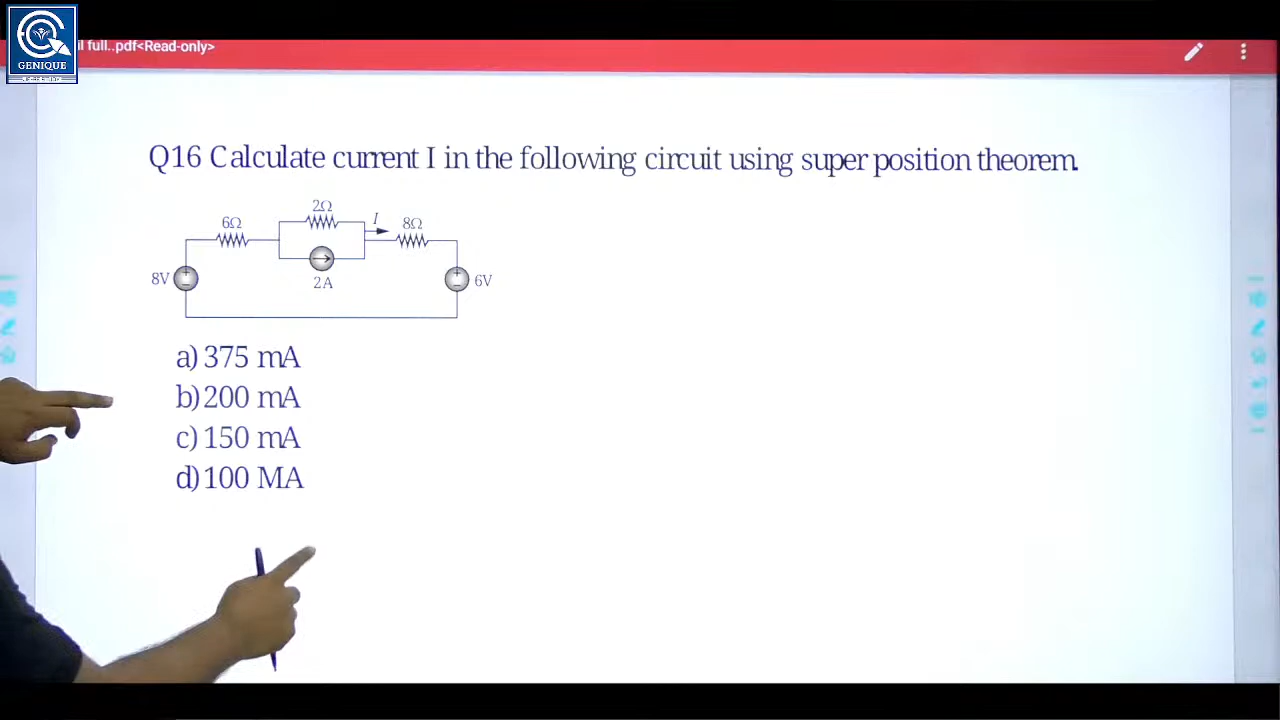 GENIQUE
il full..pdf<Read-only>
Q16 Calculate current I in the following circuit using super position theorem.
2Ω
6Ω
I
8Ω
8V
+
−
2A
+
−
6V
a) 375 mA
b) 200 mA
c) 150 mA
d) 100 MA